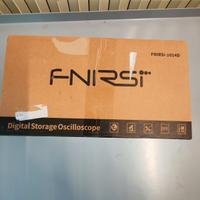 FNIRSI-1014D
FNIRSI
Digital Storage Oscilloscope